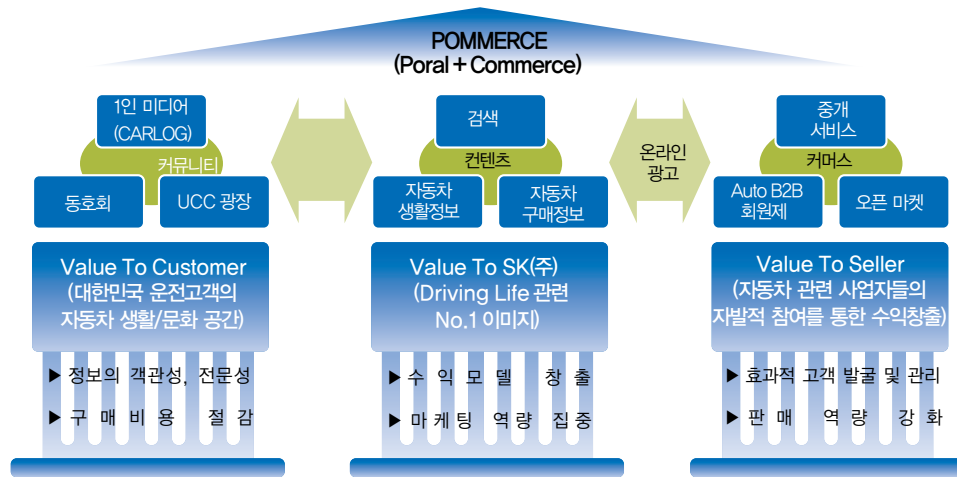 POMMERCE
(Poral + Commerce)
1인 미디어
(CARLOG)
커뮤니티
동호회
UCC 광장
검색
컨텐츠
자동차
생활정보
자동차
구매정보
온라인
광고
중개
서비스
커머스
Auto B2B
회원제
오픈 마켓
Value To Customer
(대한민국 운전고객의
자동차 생활/문화 공간)
▶ 정보의 객관성, 전문성
▶ 구매비용 절감
Value To SK(주)
(Driving Life 관련
No.1 이미지)
▶ 수익모델 창출
▶ 마케팅 역량 집중
Value To Seller
(자동차 관련 사업자들의
자발적 참여를 통한 수익창출)
▶ 효과적 고객 발굴 및 관리
▶ 판매 역량 강화